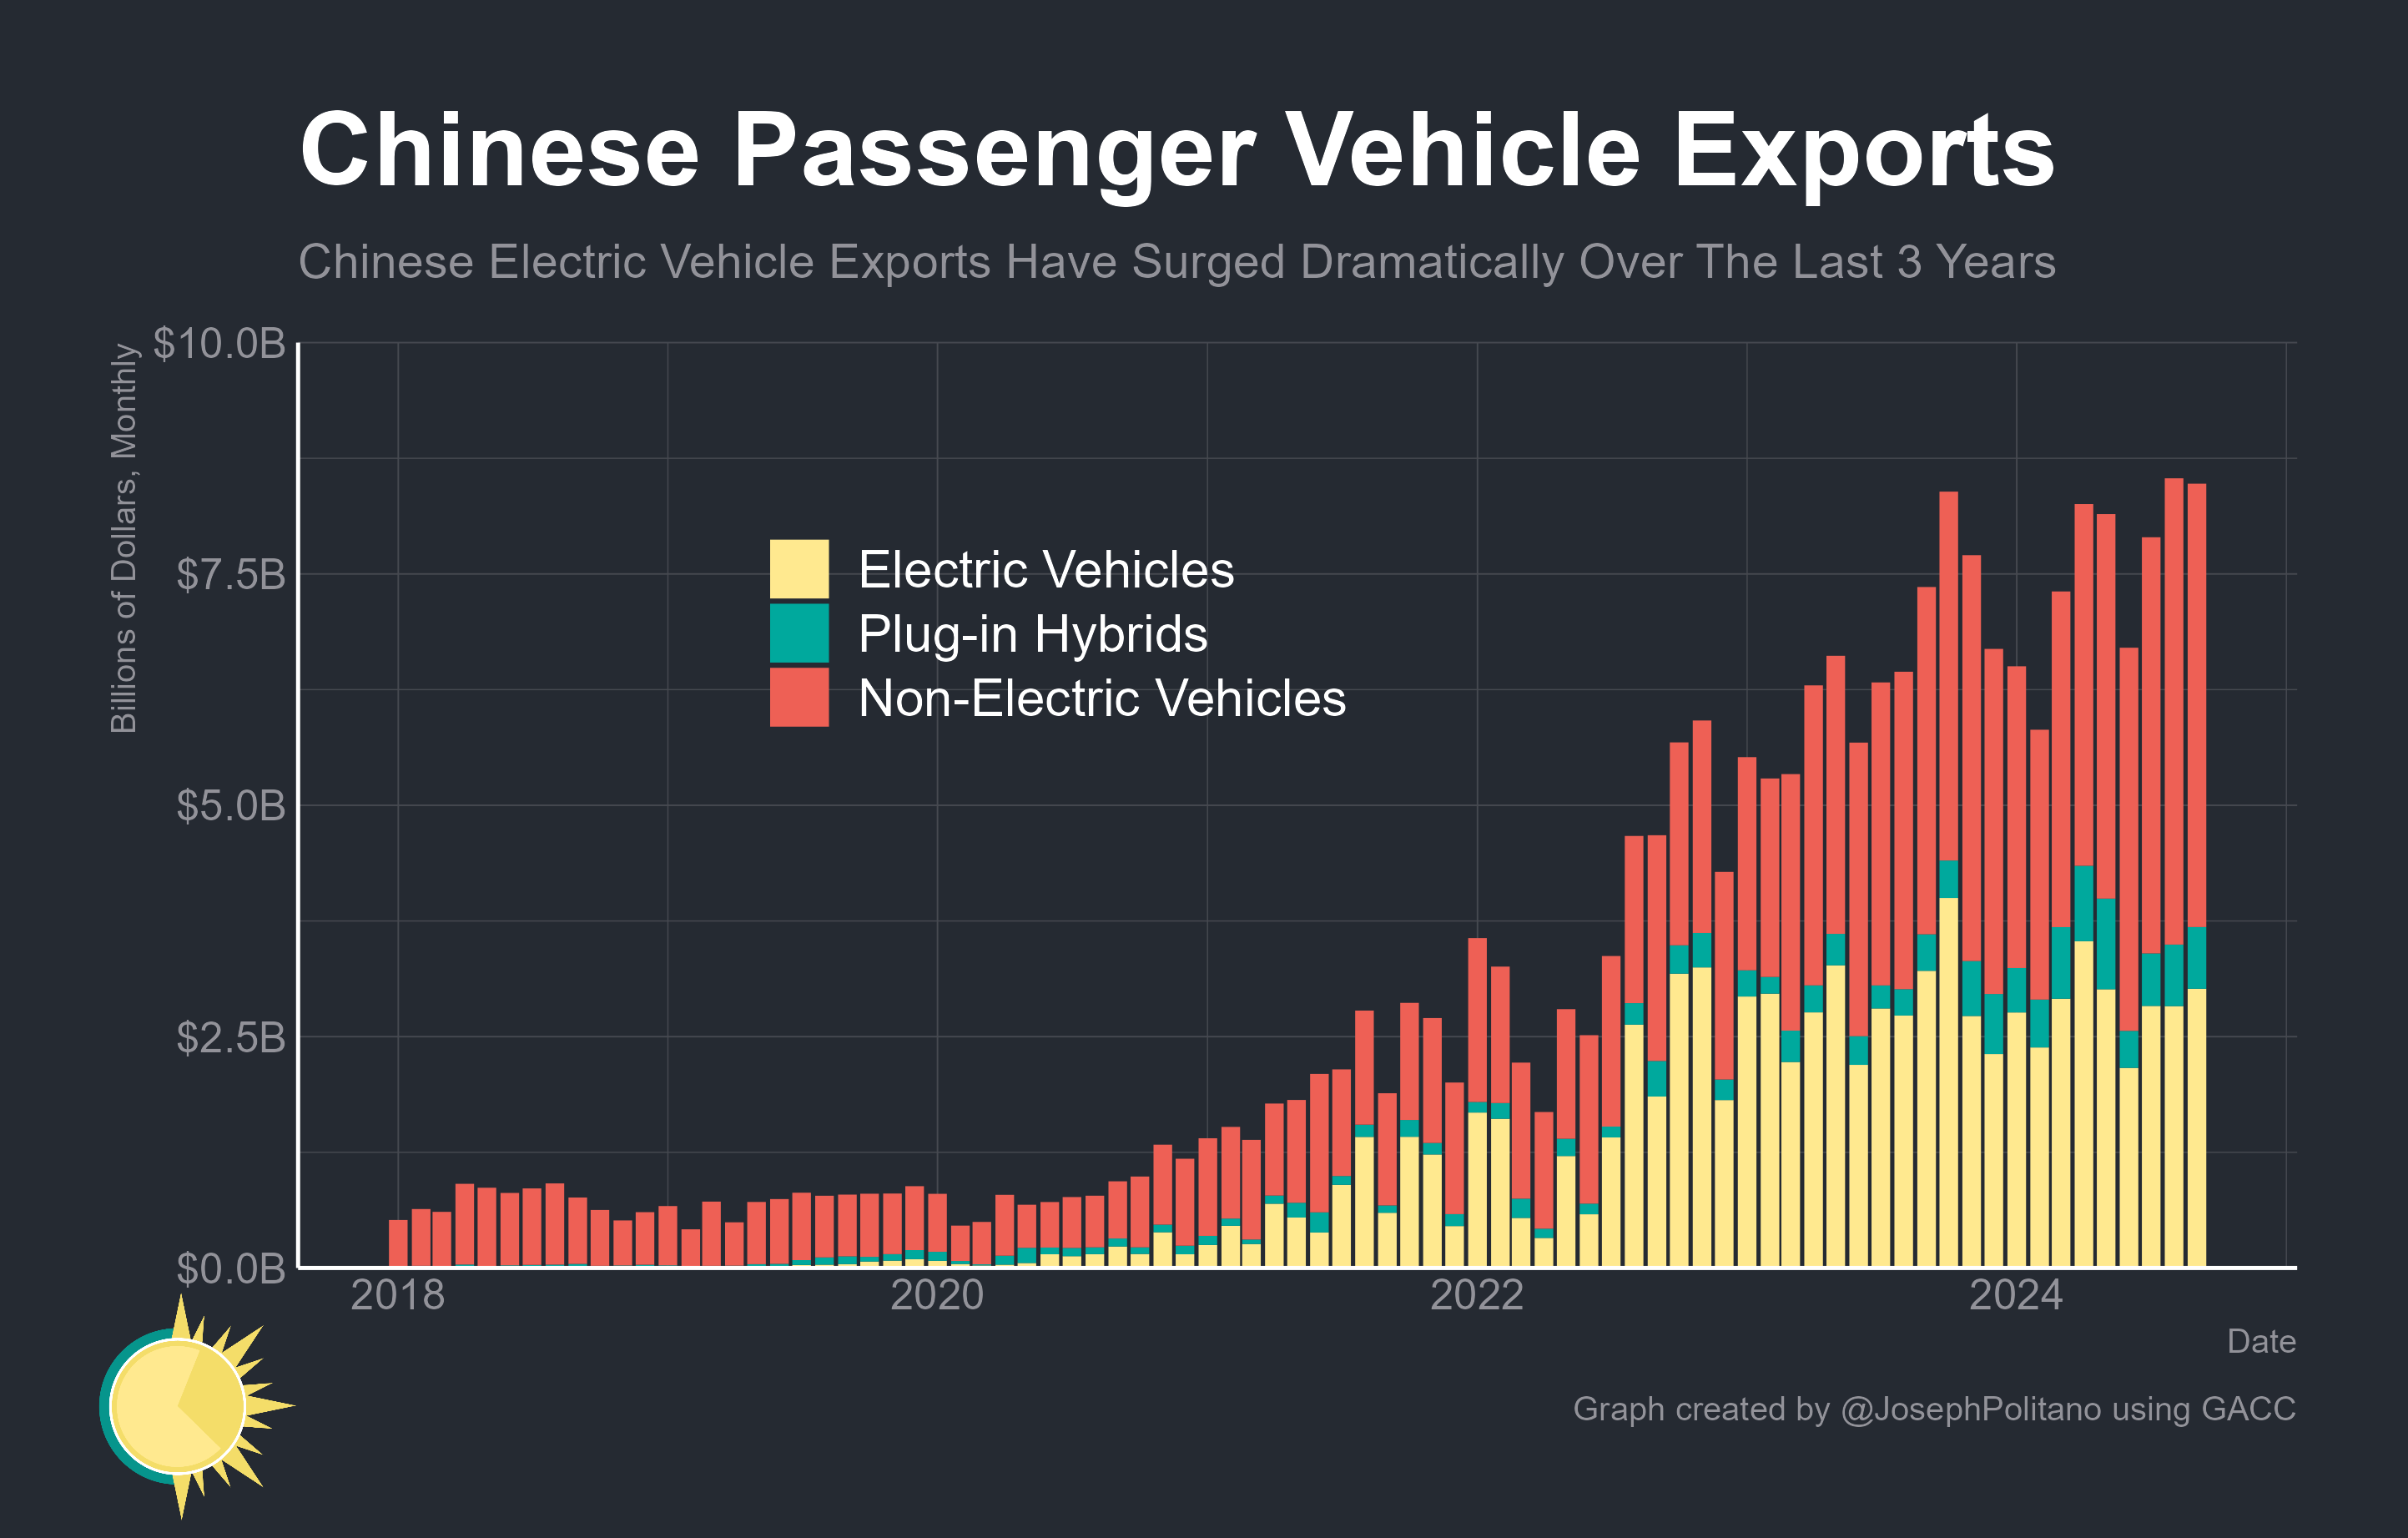 Chinese Passenger Vehicle Exports
Chinese Electric Vehicle Exports Have Surged Dramatically Over The Last 3 Years
Billions of Dollars, Monthly
$10.0B
$7.5B
$5.0B
$2.5B
$0.0B
Electric Vehicles
Plug-in Hybrids
Non-Electric Vehicles
2018 2020 2022 2024
Date
Graph created by @JosephPolitano using GACC